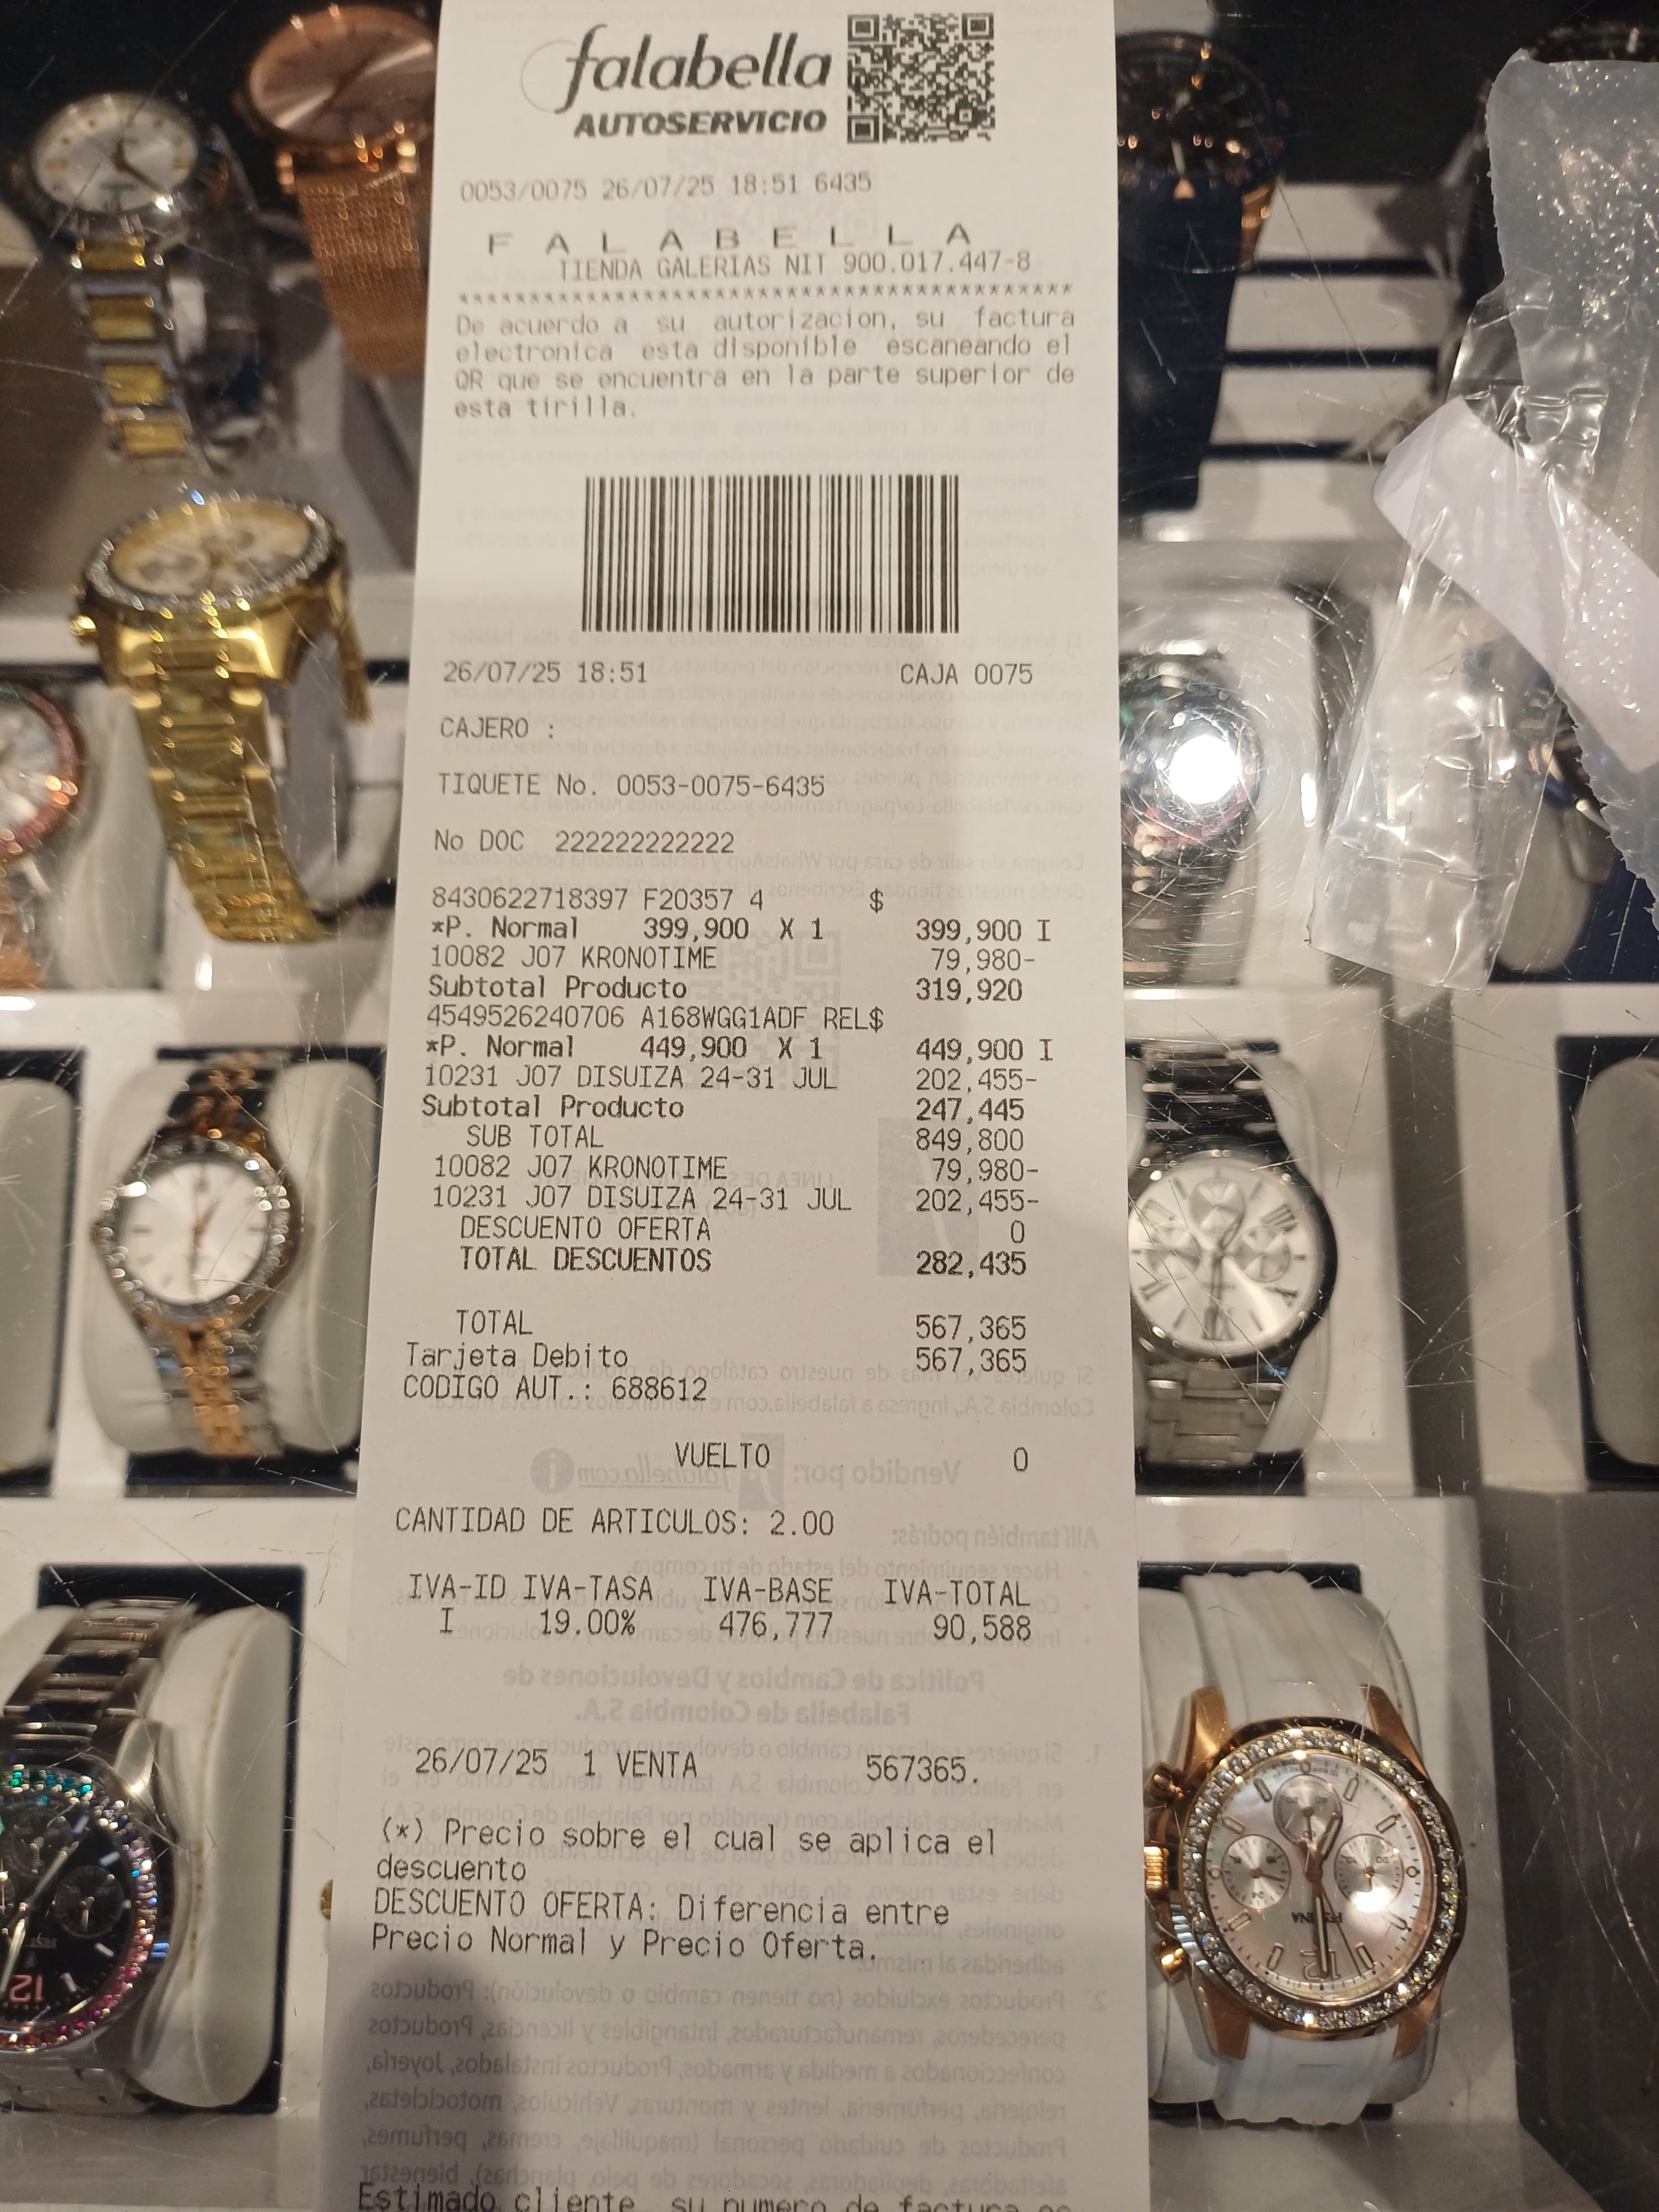 falabella
AUTOSERVICIO
0053/0075 26/07/25 18:51 6435
F A L A B E L L A
TIENDA GALERIAS NIT 900.017.447-8
*******************************************
De acuerdo a su autorizacion, su factura
electronica esta disponible escaneando el
QR que se encuentra en la parte superior de
esta tirilla.
26/07/25 18:51 CAJA 0075
CAJERO :
TIQUETE No. 0053-0075-6435
No DOC 222222222222
8430622718397 F20357 4 $
*P. Normal 399,900 X 1 399,900 I
10082 J07 KRONOTIME 79,980-
Subtotal Producto 319,920
4549526240706 A168WGG1ADF REL$
*P. Normal 449,900 X 1 449,900 I
10231 J07 DISUIZA 24-31 JUL 202,455-
Subtotal Producto 247,445
SUB TOTAL 849,800
10082 J07 KRONOTIME 79,980-
10231 J07 DISUIZA 24-31 JUL 202,455-
DESCUENTO OFERTA 0
TOTAL DESCUENTOS 282,435
TOTAL 567,365
Tarjeta Debito 567,365
CODIGO AUT.: 688612
VUELTO 0
CANTIDAD DE ARTICULOS: 2.00
IVA-ID IVA-TASA IVA-BASE IVA-TOTAL
I 19.00% 476,777 90,588
26/07/25 1 VENTA 567365.
(*) Precio sobre el cual se aplica el
descuento
DESCUENTO OFERTA: Diferencia entre
Precio Normal y Precio Oferta.
Estimado cliente, su numero de factura es